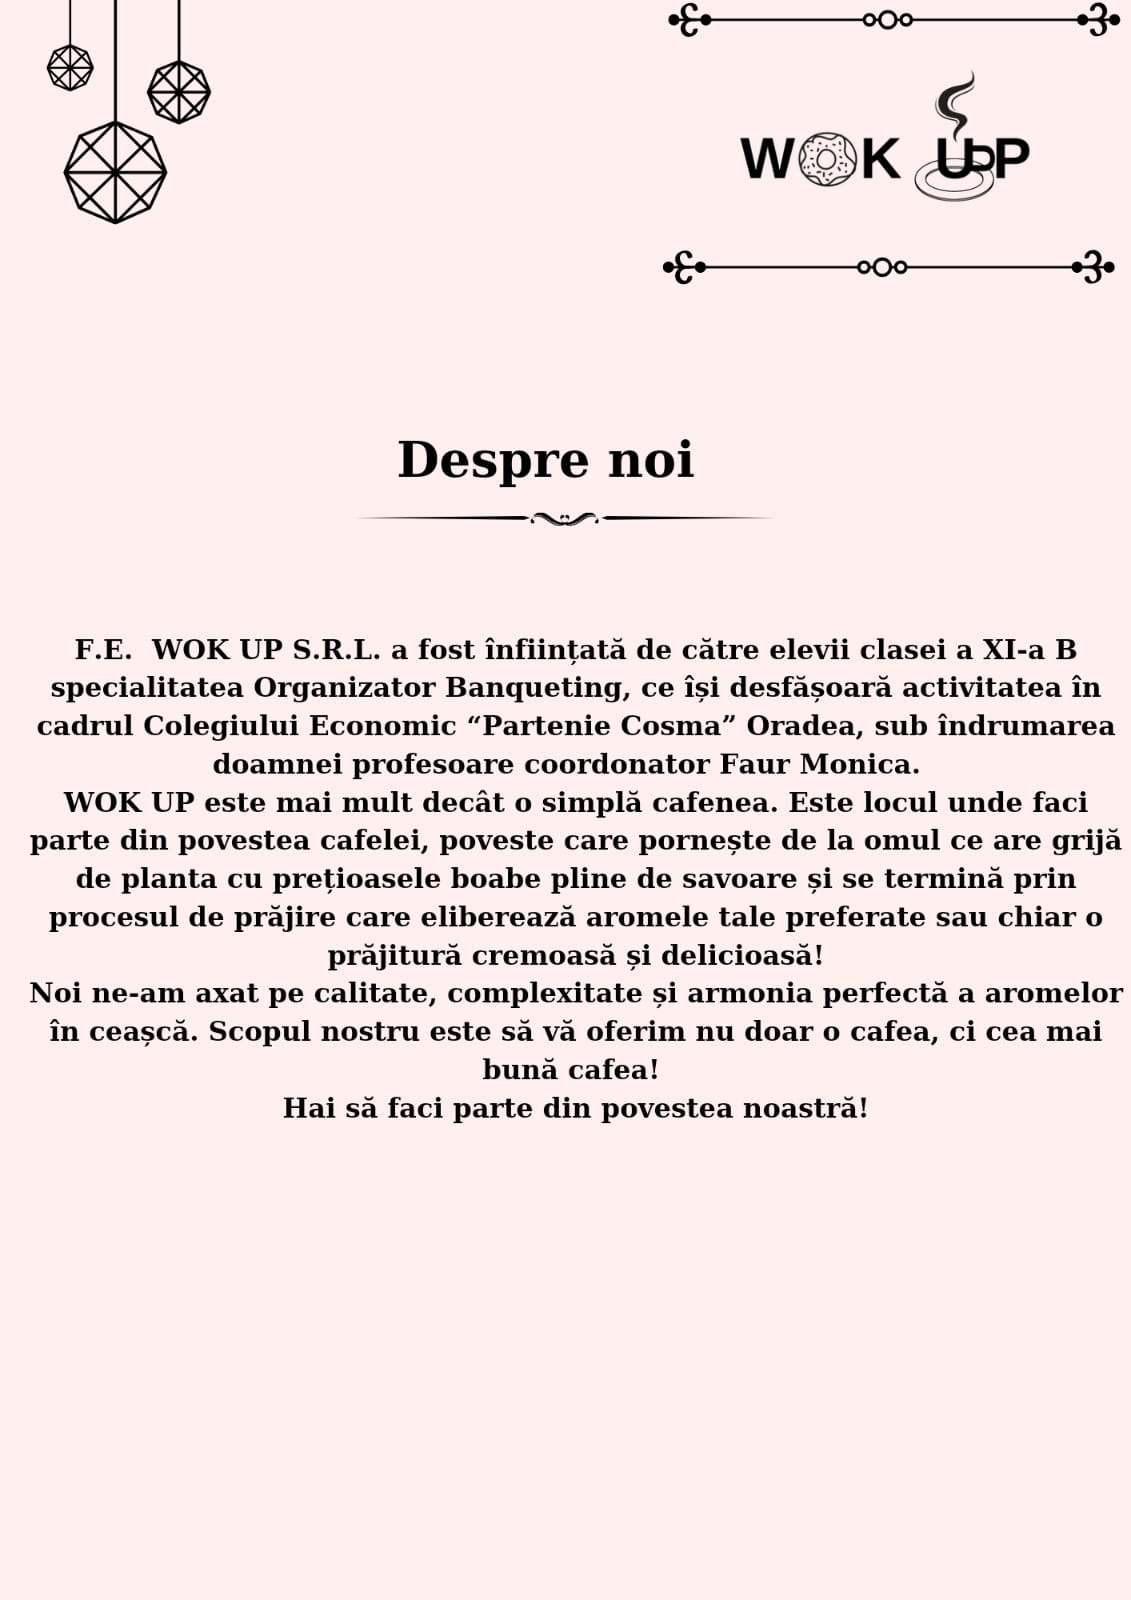 WOK UP
Despre noi
F.E.  WOK UP S.R.L. a fost înființată de către elevii clasei a XI-a B
specialitatea Organizator Banqueting, ce își desfășoară activitatea în
cadrul Colegiului Economic “Partenie Cosma” Oradea, sub îndrumarea
doamnei profesoare coordonator Faur Monica.
WOK UP este mai mult decât o simplă cafenea. Este locul unde faci
parte din povestea cafelei, poveste care pornește de la omul ce are grijă
de planta cu prețioasele boabe pline de savoare și se termină prin
procesul de prăjire care eliberează aromele tale preferate sau chiar o
prăjitură cremoasă și delicioasă!
Noi ne-am axat pe calitate, complexitate și armonia perfectă a aromelor
în ceașcă. Scopul nostru este să vă oferim nu doar o cafea, ci cea mai
bună cafea!
Hai să faci parte din povestea noastră!